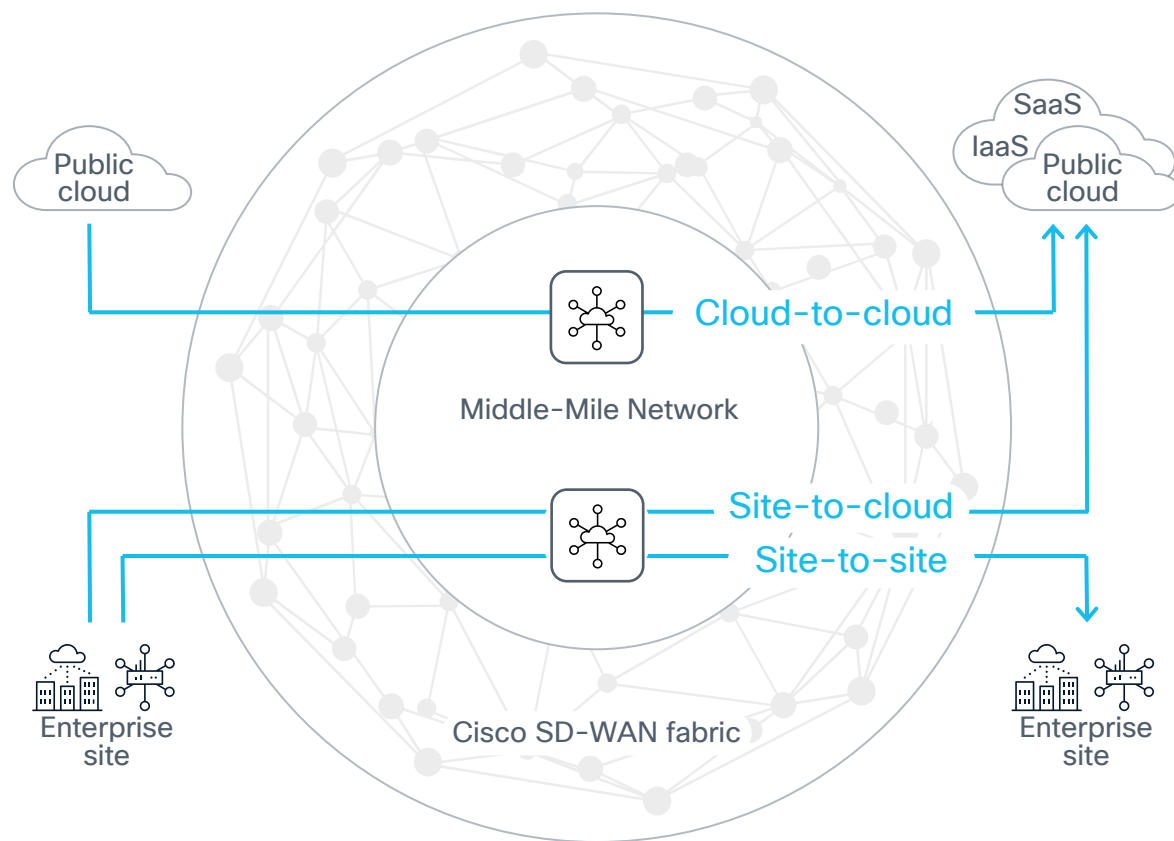 SaaS
IaaS
Public
cloud
Public
cloud
Cloud-to-cloud
Middle-Mile Network
Site-to-cloud
Site-to-site
Cisco SD-WAN fabric
Enterprise
site
Enterprise
site